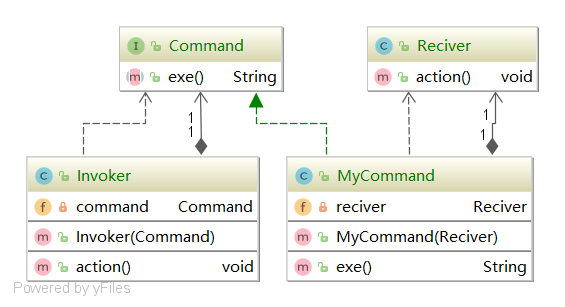 I Command
m exe() String
C Reciver
m action() void
1
1
1
1
C Invoker
f command Command
m Invoker(Command)
m action() void
C MyCommand
f reciver Reciver
m MyCommand(Reciver)
m exe() String
Powered by yFiles